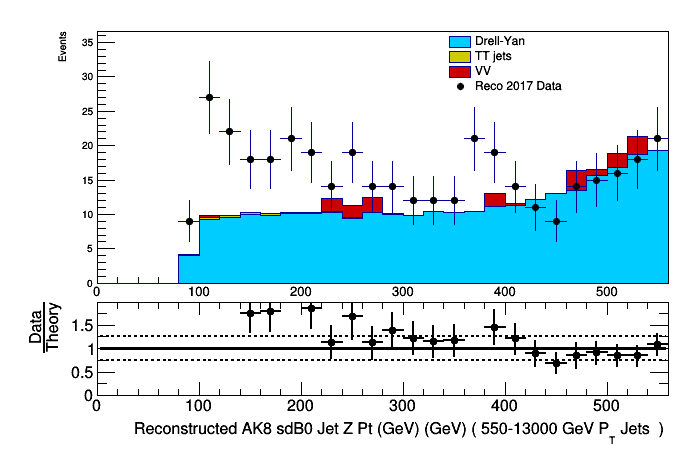 Events
35
30
25
20
15
10
5
0
0 100 200 300 400 500
Drell-Yan
TT jets
VV
Reco 2017 Data
Data
Theory
1.5
1
0.5
0
0 100 200 300 400 500
Reconstructed AK8 sdB0 Jet Z Pt (GeV) (GeV) ( 550-13000 GeV P_T Jets )